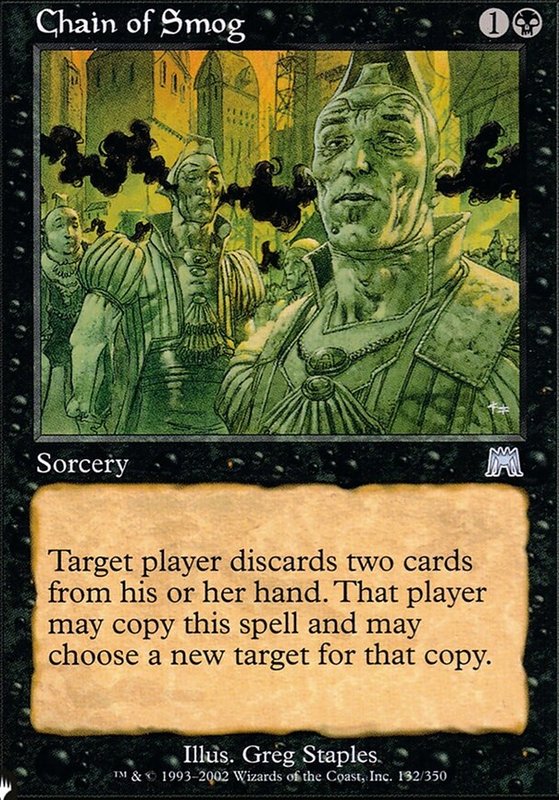 Chain of Smog 1
Sorcery
Target player discards two cards
from his or her hand. That player
may copy this spell and may
choose a new target for that copy.
Illus. Greg Staples
™ & © 1993–2002 Wizards of the Coast, Inc. 132/350